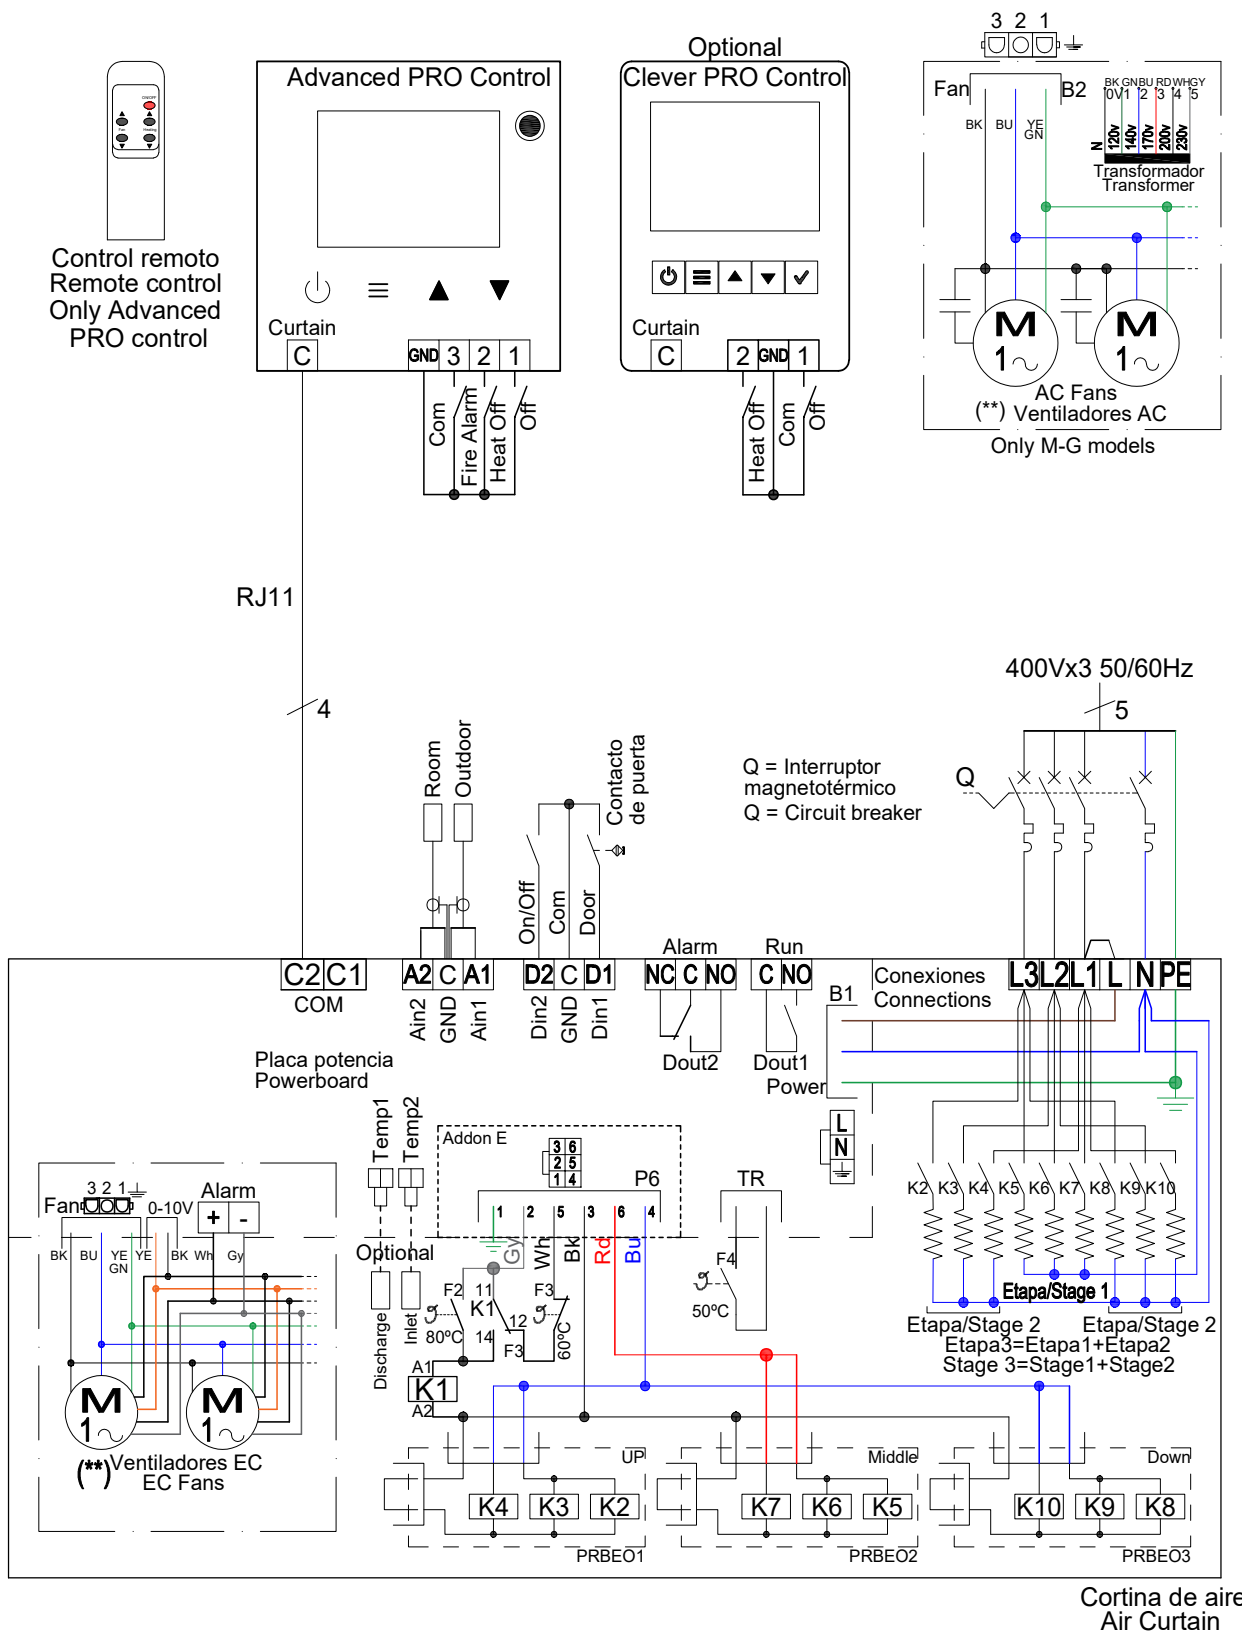 3 2 1
Optional
Advanced PRO Control
Clever PRO Control
Fan
B2
BK GN BU RD WH GY
0V 1 2 3 4 5
BK
BU
YE
GN
N
120v
140v
170v
200v
230v
Transformador
Transformer
ON/OFF
Fan
Heating
Control remoto
Remote control
Only Advanced
PRO control
Curtain
C
GND 3 2 1
Curtain
C
2 GND 1
M
1
M
1
AC Fans
(**) Ventiladores AC
Only M-G models
Com
Fire Alarm
Heat Off
Off
Heat Off
Com
Off
RJ11
4
400Vx3 50/60Hz
5
Room
Outdoor
Contacto
de puerta
Q = Interruptor
magnetotérmico
Q = Circuit breaker
Q
On/Off
Com
Door
Alarm
Run
C2 C1
A2 C A1
D2 C D1
NC C NO
C NO
Conexiones
Connections
L3 L2 L1 L N PE
COM
Ain2
GND
Ain1
Din2
GND
Din1
Dout2
Dout1
B1
Power
Placa potencia
Powerboard
L
N
Temp1
Temp2
Addon E
3 6
2 5
1 4
P6
TR
1 2 5 3 6 4
Gy
Wh
Bk
Rd
Bu
K2 K3 K4 K5 K6 K7 K8 K9 K10
Fan
3 2 1
0-10V
Alarm
+ -
BK
BU
YE
GN
YE
BK
Wh
Gy
Optional
Discharge
Inlet
F2
80ºC
11
K1
12
14
F3
F3
60ºC
F4
50ºC
Etapa/Stage 1
Etapa/Stage 2
Etapa/Stage 2
Etapa3=Etapa1+Etapa2
Stage 3=Stage1+Stage2
A1
K1
A2
M
1
M
1
(**) Ventiladores EC
EC Fans
UP
Middle
Down
K4 K3 K2
K7 K6 K5
K10 K9 K8
PRBEO1
PRBEO2
PRBEO3
Cortina de aire
Air Curtain